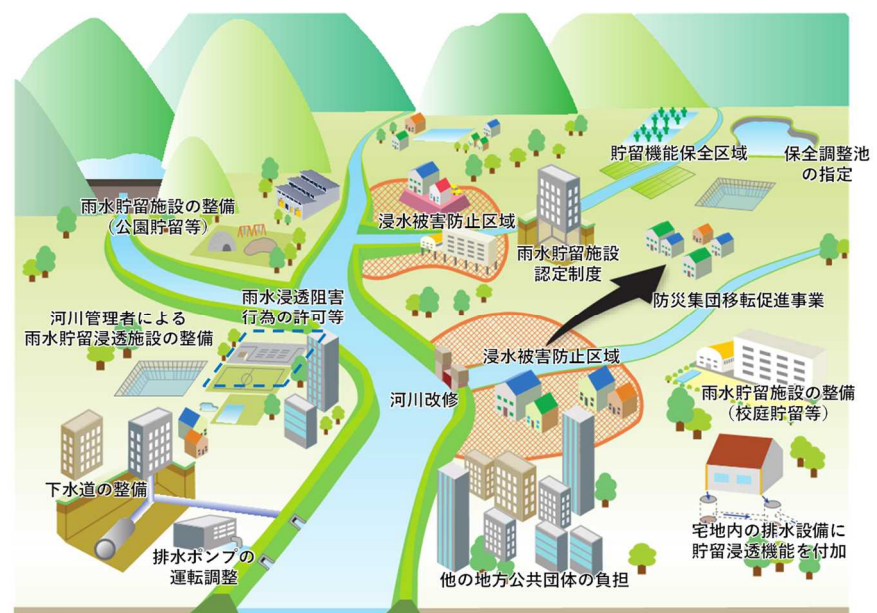 貯留機能保全区域
保全調整池
の指定
雨水貯留施設の整備
(公園貯留等)
浸水被害防止区域
雨水貯留施設
認定制度
防災集団移転促進事業
雨水浸透阻害
行為の許可等
河川管理者による
雨水貯留浸透施設の整備
浸水被害防止区域
河川改修
雨水貯留施設の整備
(校庭貯留等)
下水道の整備
排水ポンプの
運転調整
他の地方公共団体の負担
宅地内の排水設備に
貯留浸透機能を付加